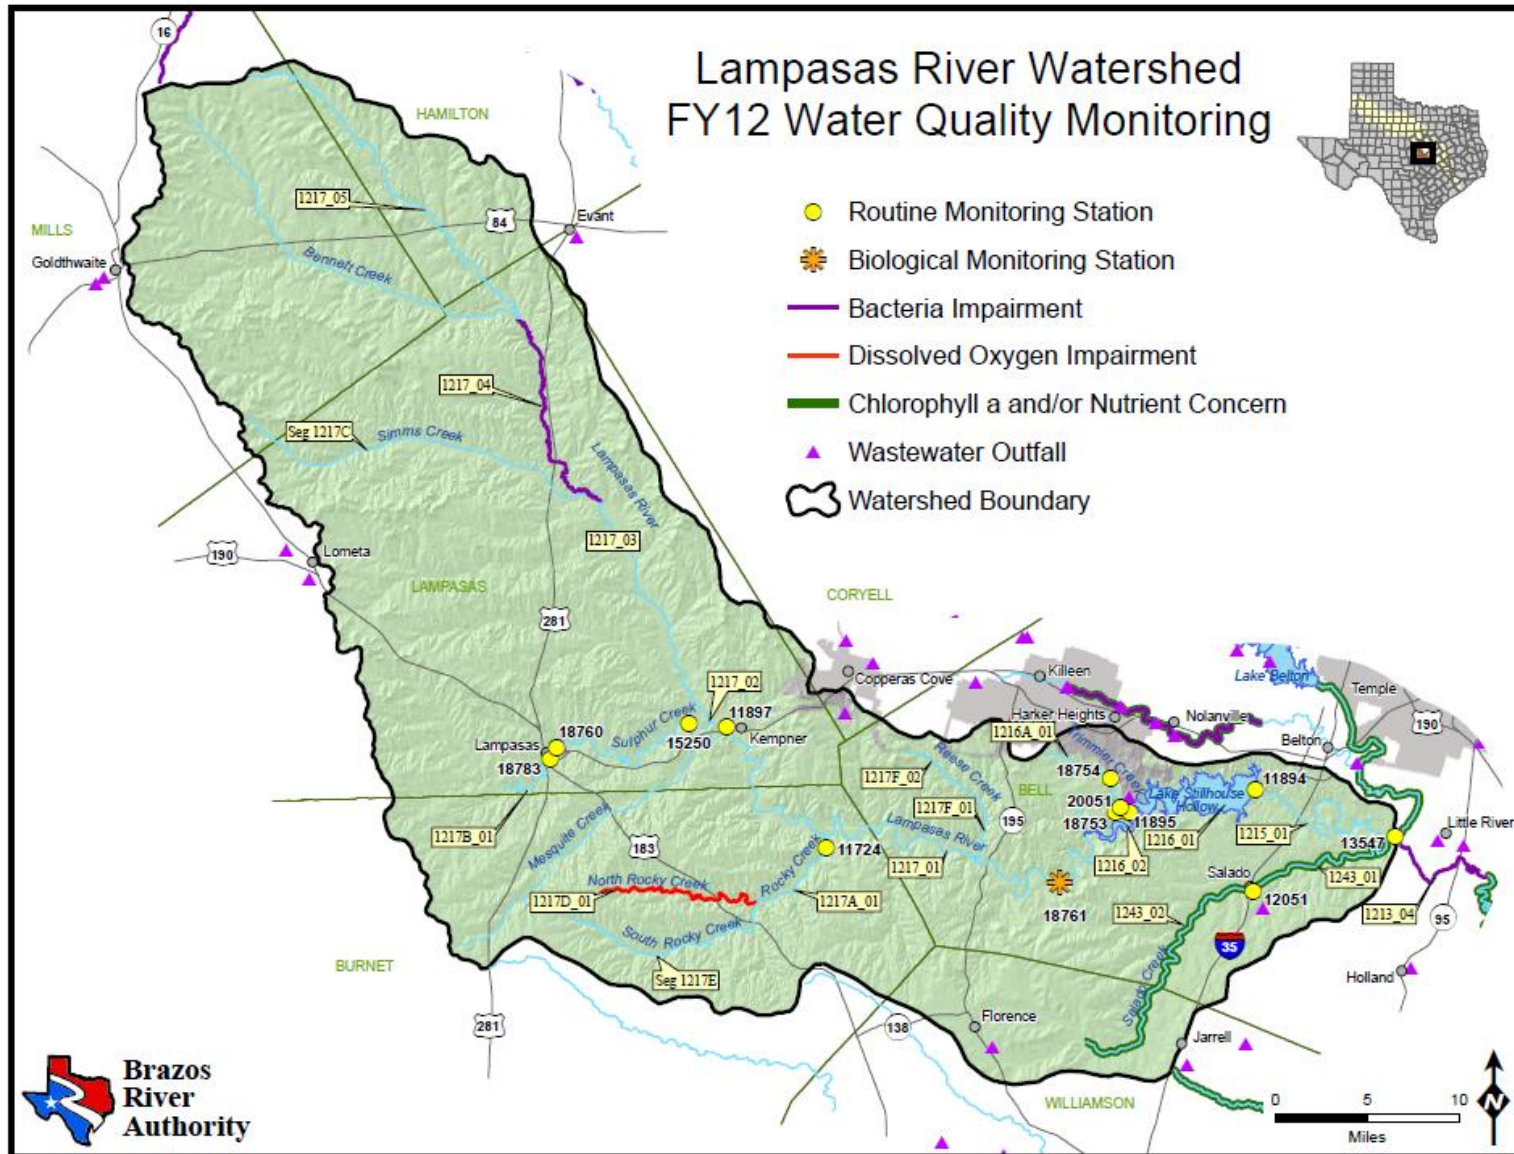 Lampasas River Watershed
FY12 Water Quality Monitoring
Routine Monitoring Station
Biological Monitoring Station
Bacteria Impairment
Dissolved Oxygen Impairment
Chlorophyll a and/or Nutrient Concern
Wastewater Outfall
Watershed Boundary
16
HAMILTON
1217_05
84
Evant
MILLS
Goldthwaite
Bennett Creek
1217_04
Seg 1217C
Simms Creek
Lampasas River
1217_03
190
Lometa
LAMPASAS
281
CORYELL
1217_02
Copperas Cove
Killeen
Lake Belton
Temple
190
Harker Heights
Nolanville
Belton
18760
Sulphur Creek
11897
Kempner
15250
Lampasas
18783
1216A_01
Trimmier Creek
Reese Creek
1217F_02
18754
BELL
11894
Lake Stillhouse
Hollow
20051
1217F_01
18753
11895
1216_01
1215_01
195
1217B_01
Mesquite Creek
183
Lampasas River
1217_01
1216_02
13547
Little River
11724
Rocky Creek
North Rocky Creek
1217D_01
1217A_01
18761
Salado
1243_01
12051
1243_02
1213_04
95
South Rocky Creek
Seg 1217E
35
BURNET
Salado Creek
Holland
281
138
Florence
Jarrell
WILLIAMSON
Brazos
River
Authority
0 5 10
Miles
N